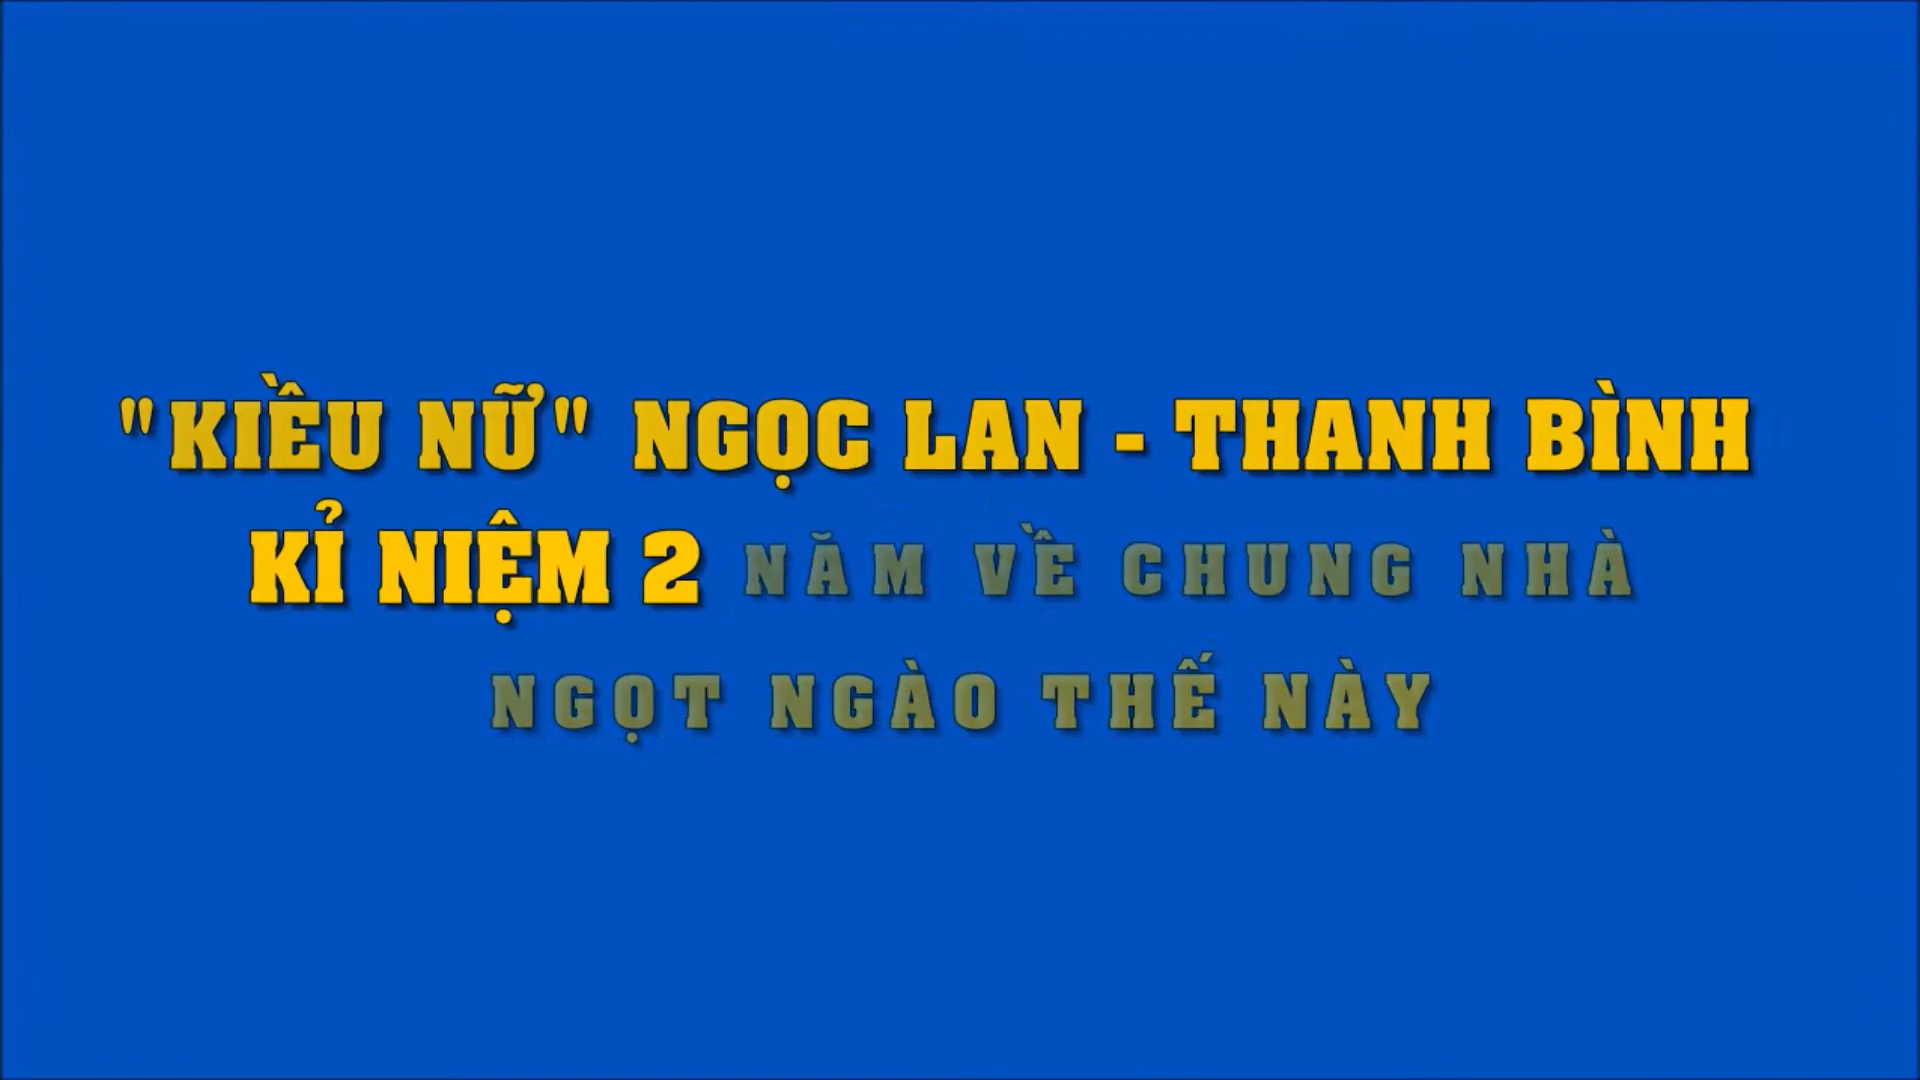 "KIỀU NỮ" NGỌC LAN - THANH BÌNH
KỈ NIỆM 2 NĂM VỀ CHUNG NHÀ
NGỌT NGÀO THẾ NÀY